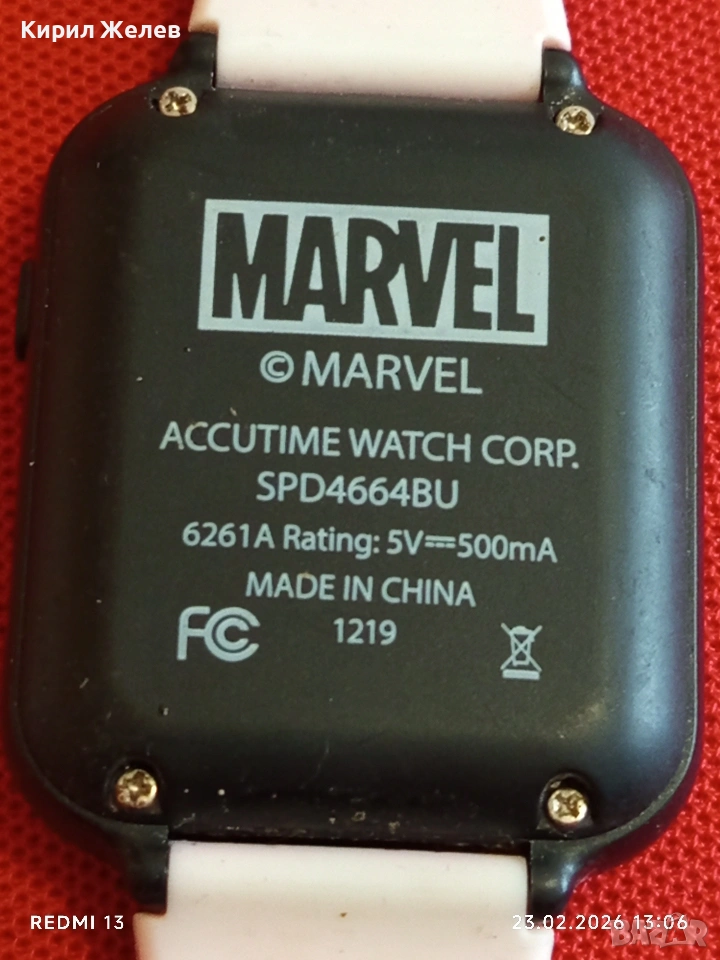 Кирил Желев
MARVEL
© MARVEL
ACCUTIME WATCH CORP.
SPD4664BU
6261A Rating: 5V⎓500mA
MADE IN CHINA
FC 1219
REDMI 13
23.02.2026 13:06
BAZAR